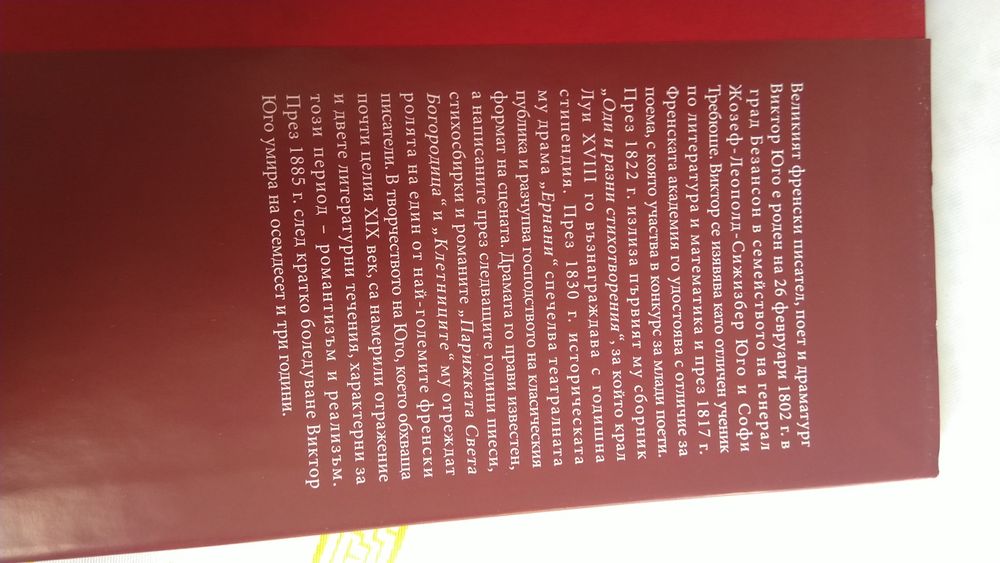 Великият френски писател, поет и драматург
Виктор Юго е роден на 26 февруари 1802 г. в
град Безансон в семейството на генерал
Жозеф-Леополд-Сижизбер Юго и Софи
Требюше. Виктор се изявява като отличен ученик
по литература и математика и през 1817 г.
Френската академия го удостоява с отличие за
поема, с която участва в конкурс за млади поети.
През 1822 г. излиза първият му сборник
„Оди и разни стихотворения“, за който крал
Луи XVIII го възнаграждава с годишна
стипендия. През 1830 г. историческата
му драма „Ернани“ спечелва театралната
публика и разчупва господството на класическия
формат на сцената. Драмата го прави известен,
а написаните през следващите години пиеси,
стихосбирки и романите „Парижката Света
Богородица“ и „Клетниците“ му отреждат
ролята на един от най-големите френски
писатели. В творчеството на Юго, което обхваща
почти целия XIX век, са намерили отражение
и двете литературни течения, характерни за
този период – романтизъм и реализъм.
През 1885 г. след кратко боледуване Виктор
Юго умира на осемдесет и три години.